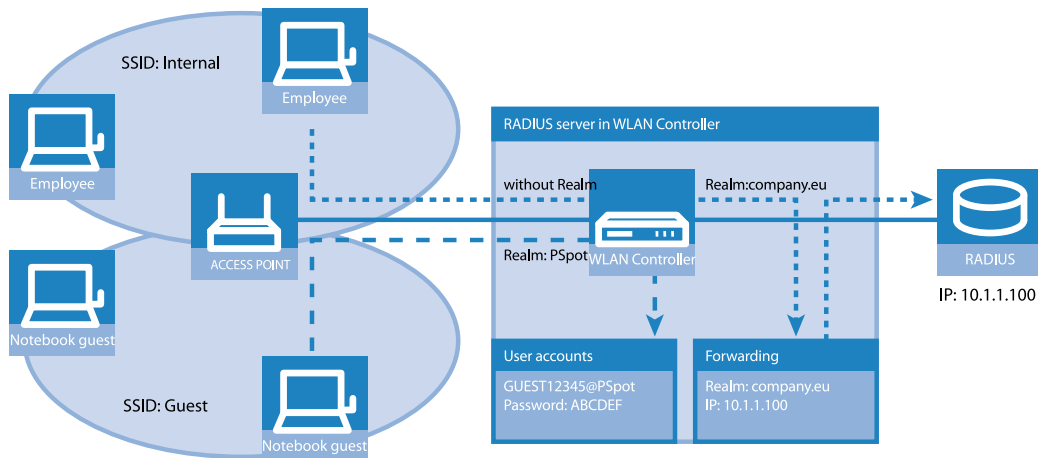 SSID: Internal
Employee
Employee
ACCESS POINT
Notebook guest
SSID: Guest
Notebook guest
RADIUS server in WLAN Controller
without Realm
Realm:company.eu
Realm: PSpot
WLAN Controller
RADIUS
IP: 10.1.1.100
User accounts
GUEST12345@PSpot
Password: ABCDEF
Forwarding
Realm: company.eu
IP: 10.1.1.100